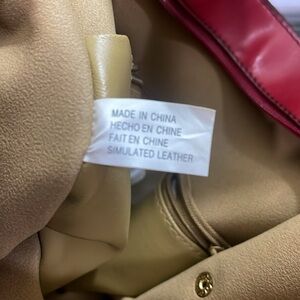 MADE IN CHINA
HECHO EN CHINE
FAIT EN CHINE
SIMULATED LEATHER